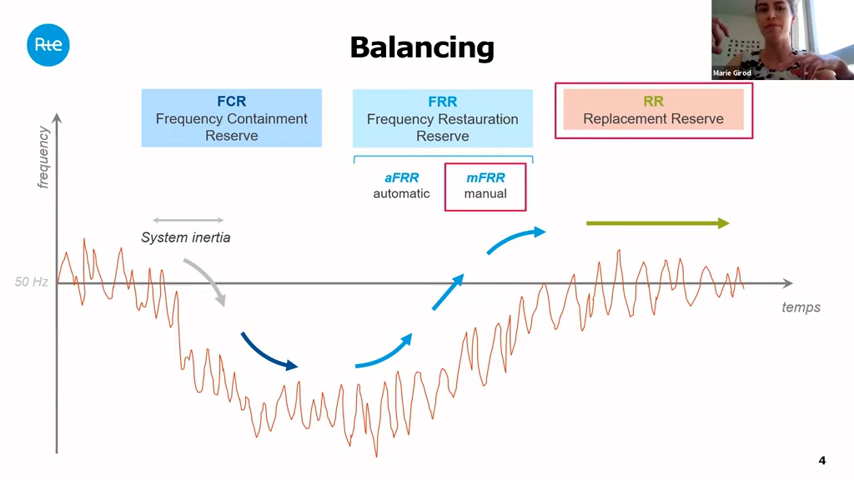 Rte
Balancing
Marie Girod
FCR
Frequency Containment
Reserve
FRR
Frequency Restauration
Reserve
RR
Replacement Reserve
aFRR
automatic
mFRR
manual
frequency
System inertia
50 Hz
temps
4